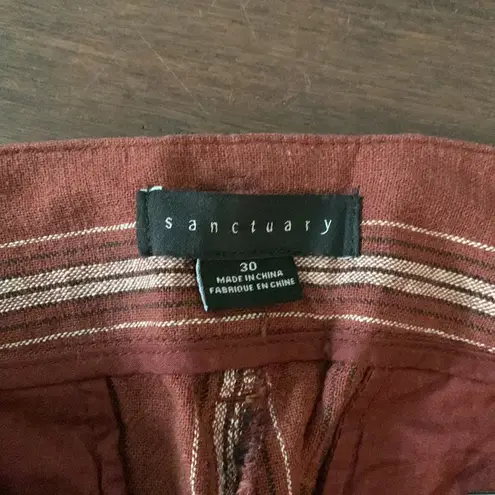 sanctuary
30
MADE IN CHINA
FABRIQUE EN CHINE